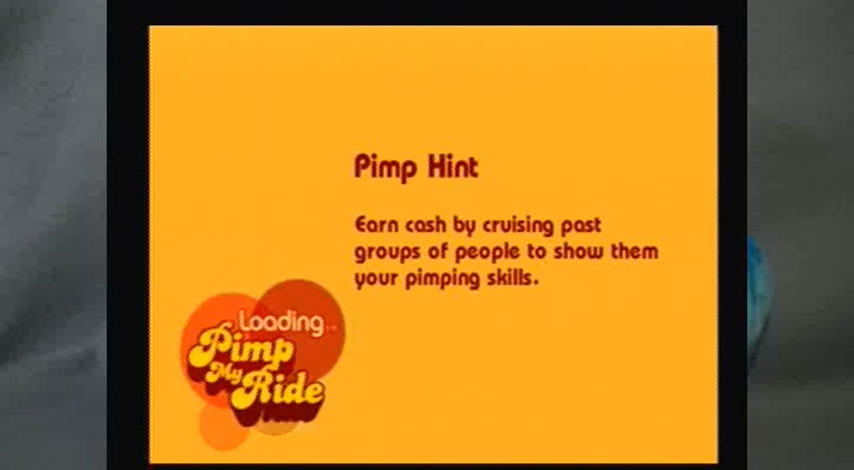 Pimp Hint
Earn cash by cruising past
groups of people to show them
your pimping skills.
Loading...
Pimp
My
Ride